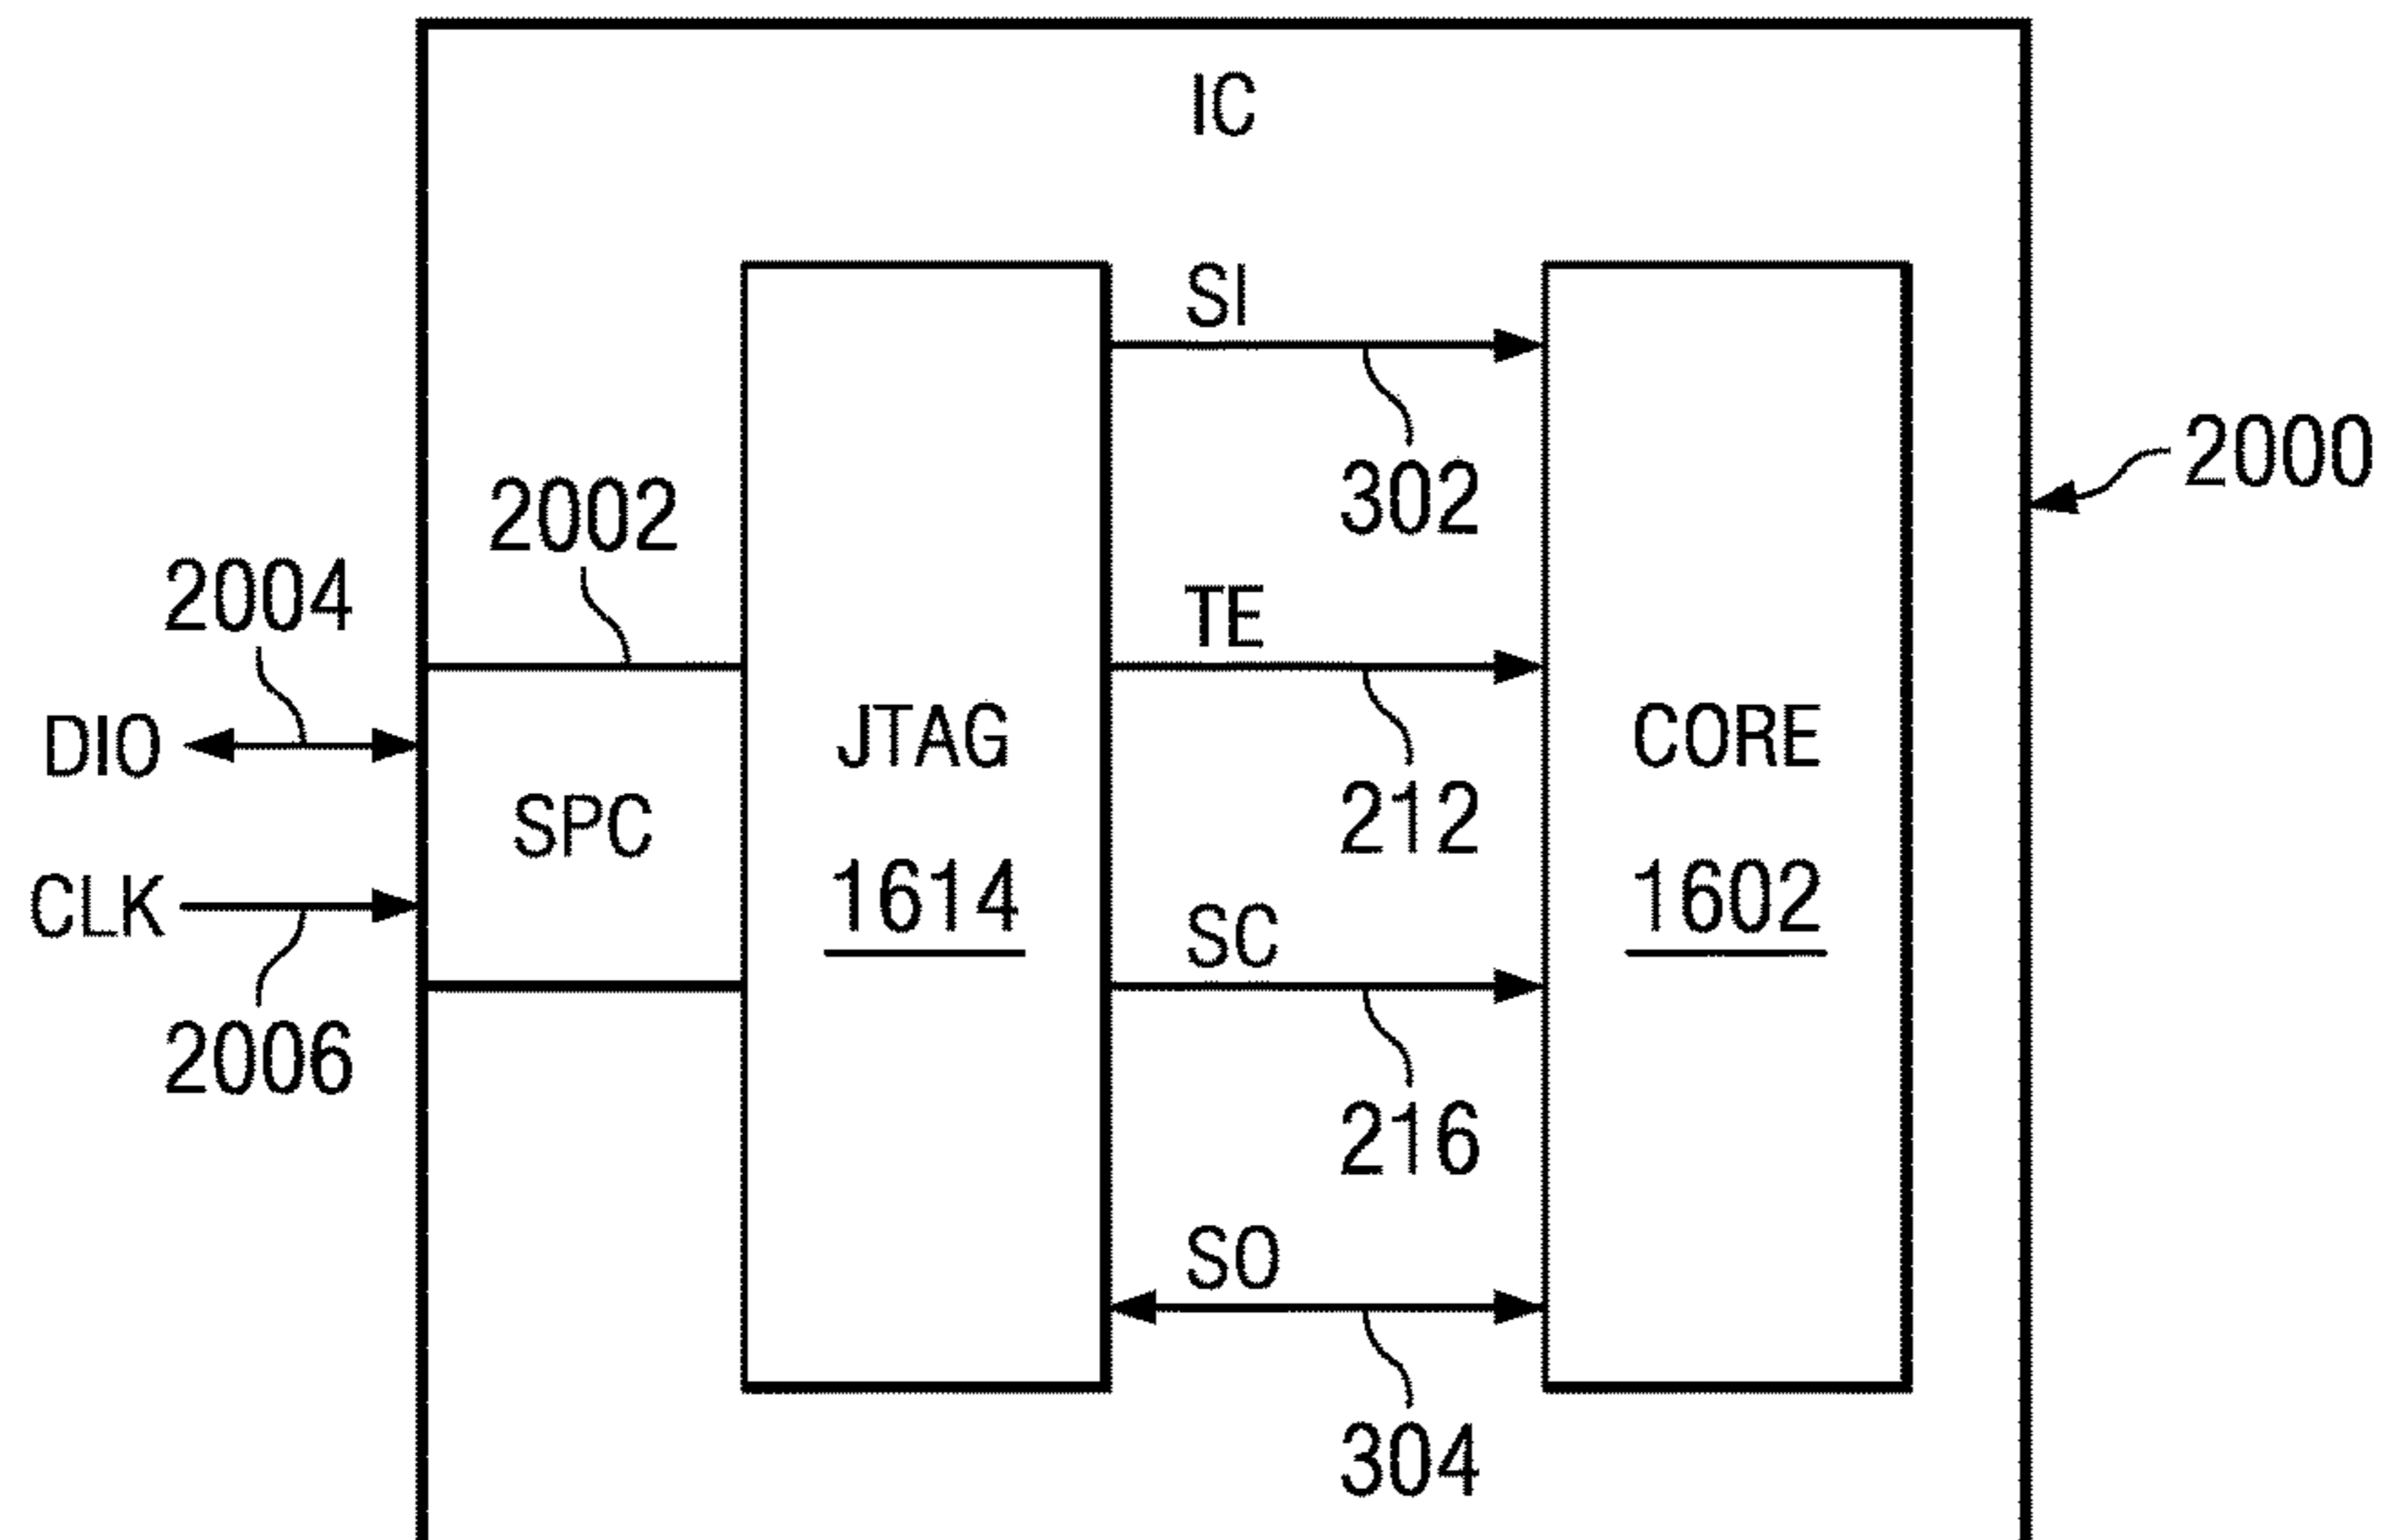 IC
SI
302
2000
2002
2004
TE
DIO
JTAG
CORE
SPC
212
CLK
1614
1602
SC
2006
216
SO
304